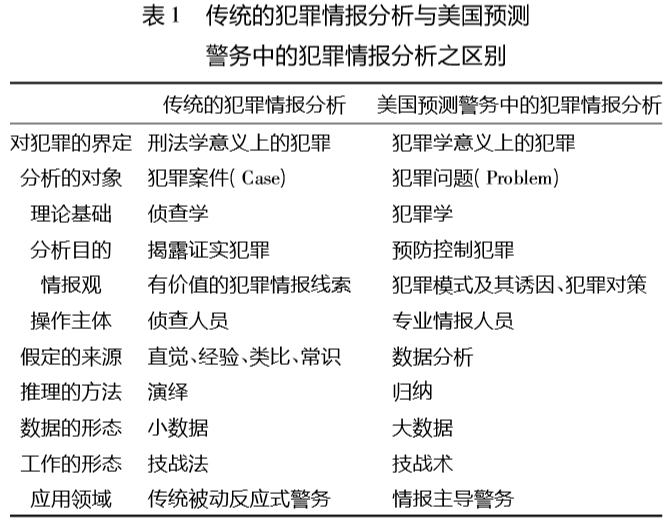 表1 传统的犯罪情报分析与美国预测
警务中的犯罪情报分析之区别
传统的犯罪情报分析 美国预测警务中的犯罪情报分析
对犯罪的界定 刑法学意义上的犯罪 犯罪学意义上的犯罪
分析的对象 犯罪案件( Case) 犯罪问题( Problem)
理论基础 侦查学 犯罪学
分析目的 揭露证实犯罪 预防控制犯罪
情报观 有价值的犯罪情报线索 犯罪模式及其诱因、犯罪对策
操作主体 侦查人员 专业情报人员
假定的来源 直觉、经验、类比、常识 数据分析
推理的方法 演绎 归纳
数据的形态 小数据 大数据
工作的形态 技战法 技战术
应用领域 传统被动反应式警务 情报主导警务